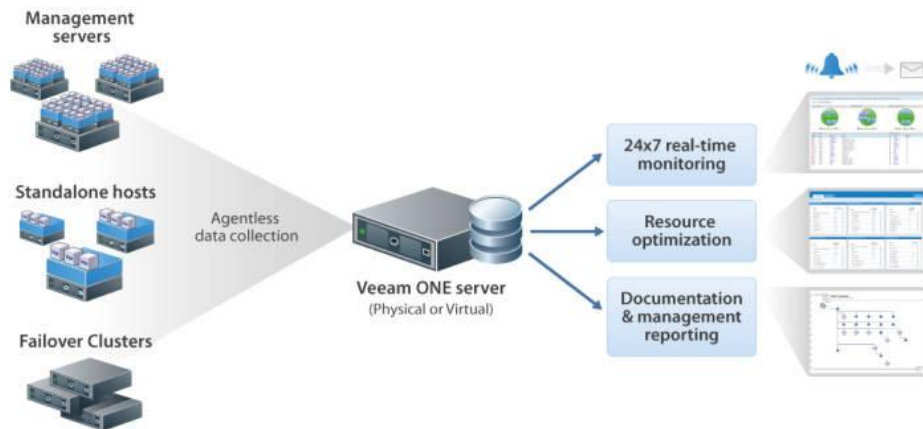 Management
servers
Standalone hosts
Failover Clusters
Agentless
data collection
Veeam ONE server
(Physical or Virtual)
24x7 real-time
monitoring
Resource
optimization
Documentation
& management
reporting